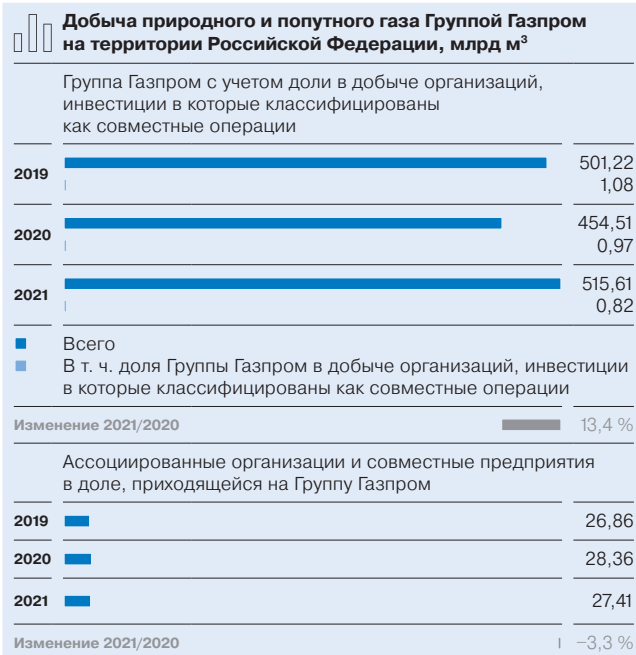 Добыча природного и попутного газа Группой Газпром
на территории Российской Федерации, млрд м³
Группа Газпром с учетом доли в добыче организаций,
инвестиции в которые классифицированы
как совместные операции
2019
501,22
1,08
2020
454,51
0,97
2021
515,61
0,82
Всего
В т. ч. доля Группы Газпром в добыче организаций, инвестиции
в которые классифицированы как совместные операции
Изменение 2021/2020 13,4 %
Ассоциированные организации и совместные предприятия
в доле, приходящейся на Группу Газпром
2019 26,86
2020 28,36
2021 27,41
Изменение 2021/2020 –3,3 %